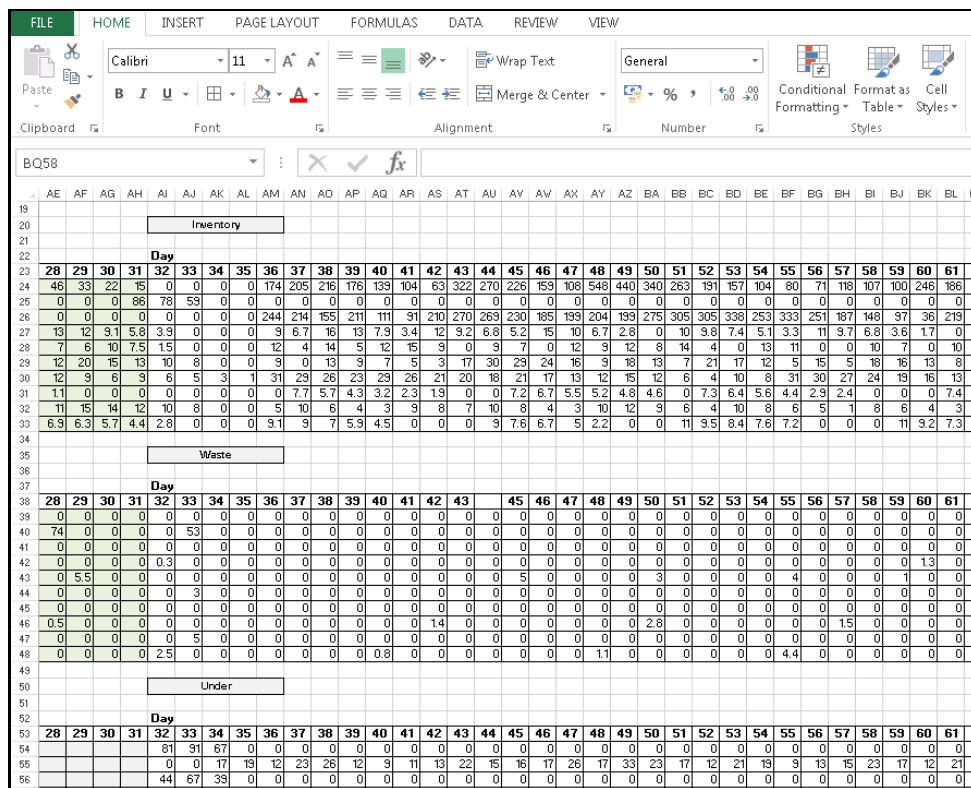 FILE HOME INSERT PAGE LAYOUT FORMULAS DATA REVIEW VIEW
Calibri 11 A A Wrap Text General
Paste B I U A Merge & Center % , Conditional Format as Cell
Formatting Table Styles
Clipboard Font Alignment Number Styles
BQ58 fx
AE AF AG AH AI AJ AK AL AM AN AO AP AQ AR AS AT AU AV AW AX AY AZ BA BB BC BD BE BF BG BH BI BJ BK BL
19
20 Inventory
21
22 Day
23 28 29 30 31 32 33 34 35 36 37 38 39 40 41 42 43 44 45 46 47 48 49 50 51 52 53 54 55 56 57 58 59 60 61
24 46 33 22 15 0 0 0 0 174 205 216 176 139 104 63 322 270 226 159 108 548 440 340 263 191 157 104 80 71 118 107 100 246 186
25 0 0 0 86 78 59 0 0 0 0 0 0 0 0 0 0 0 0 0 0 0 0 0 0 0 0 0 0 0 0 0 0 0 0
26 0 0 0 0 0 0 0 0 244 214 155 211 111 91 210 270 269 230 185 199 204 199 275 305 305 338 253 333 251 187 148 97 36 219
27 13 12 9.1 5.8 3.9 0 0 0 9 6.7 16 13 7.9 3.4 12 9.2 6.8 5.2 15 10 6.7 2.8 0 10 9.8 7.4 5.1 3.3 11 9.7 6.8 3.6 1.7 0
28 7 6 10 7.5 1.5 0 0 0 12 4 14 5 12 15 9 0 9 7 0 12 9 12 8 14 4 0 13 11 0 0 10 7 0 10
29 12 20 15 13 10 8 0 0 9 0 13 9 7 5 3 17 30 29 24 16 9 18 13 7 21 17 12 5 15 5 18 16 13 8
30 12 9 6 9 6 5 3 1 31 29 26 23 29 26 21 20 18 21 17 13 12 15 12 6 4 10 8 31 30 27 24 19 16 13
31 1.1 0 0 0 0 0 0 0 0 7.7 5.7 4.3 3.2 2.3 1.9 0 0 7.2 6.7 5.5 5.2 4.8 4.6 0 7.3 6.4 5.6 4.4 2.9 2.4 0 0 0 7.4
32 11 15 14 12 10 8 0 0 5 10 6 4 3 9 8 7 10 8 4 3 10 12 9 6 4 10 8 6 5 1 8 6 4 3
33 6.9 6.3 5.7 4.4 2.8 0 0 0 9.1 9 7 5.9 4.5 0 0 0 9 7.6 6.7 5 2.2 0 0 11 9.5 8.4 7.6 7.2 0 0 0 11 9.2 7.3
34
35 Waste
36
37 Day
38 28 29 30 31 32 33 34 35 36 37 38 39 40 41 42 43 45 46 47 48 49 50 51 52 53 54 55 56 57 58 59 60 61
39 0 0 0 0 0 0 0 0 0 0 0 0 0 0 0 0 0 0 0 0 0 0 0 0 0 0 0 0 0 0 0 0 0 0
40 74 0 0 0 0 53 0 0 0 0 0 0 0 0 0 0 0 0 0 0 0 0 0 0 0 0 0 0 0 0 0 0 0 0
41 0 0 0 0 0 0 0 0 0 0 0 0 0 0 0 0 0 0 0 0 0 0 0 0 0 0 0 0 0 0 0 0 0 0
42 0 0 0 0 0.3 0 0 0 0 0 0 0 0 0 0 0 0 0 0 0 0 0 0 0 0 0 0 0 0 0 0 0 1.3 0
43 0 5.5 0 0 0 0 0 0 0 0 0 0 0 0 0 0 0 5 0 0 0 0 3 0 0 0 0 4 0 0 0 1 0 0
44 0 0 0 0 0 3 0 0 0 0 0 0 0 0 0 0 0 0 0 0 0 0 0 0 0 0 0 0 0 0 0 0 0 0
45 0 0 0 0 0 0 0 0 0 0 0 0 0 0 0 0 0 0 0 0 0 0 0 0 0 0 0 0 0 0 0 0 0 0
46 0.5 0 0 0 0 0 0 0 0 0 0 0 0 0 1.4 0 0 0 0 0 0 0 2.8 0 0 0 0 0 0 1.5 0 0 0 0
47 0 0 0 0 0 5 0 0 0 0 0 0 0 0 0 0 0 0 0 0 0 0 0 0 0 0 0 0 0 0 0 0 0 0
48 0 0 0 0 2.5 0 0 0 0 0 0 0 0.8 0 0 0 0 0 0 0 1.1 0 0 0 0 0 0 4.4 0 0 0 0 0 0
49
50 Under
51
52 Day
53 28 29 30 31 32 33 34 35 36 37 38 39 40 41 42 43 44 45 46 47 48 49 50 51 52 53 54 55 56 57 58 59 60 61
54 81 91 67 0 0 0 0 0 0 0 0 0 0 0 0 0 0 0 0 0 0 0 0 0 0 0 0 0 0 0
55 0 0 17 19 12 23 26 12 9 11 13 22 15 16 17 26 17 33 23 17 12 21 19 9 13 15 23 17 12 21
56 44 67 39 0 0 0 0 0 0 0 0 0 0 0 0 0 0 0 0 0 0 0 0 0 0 0 0 0 0 0